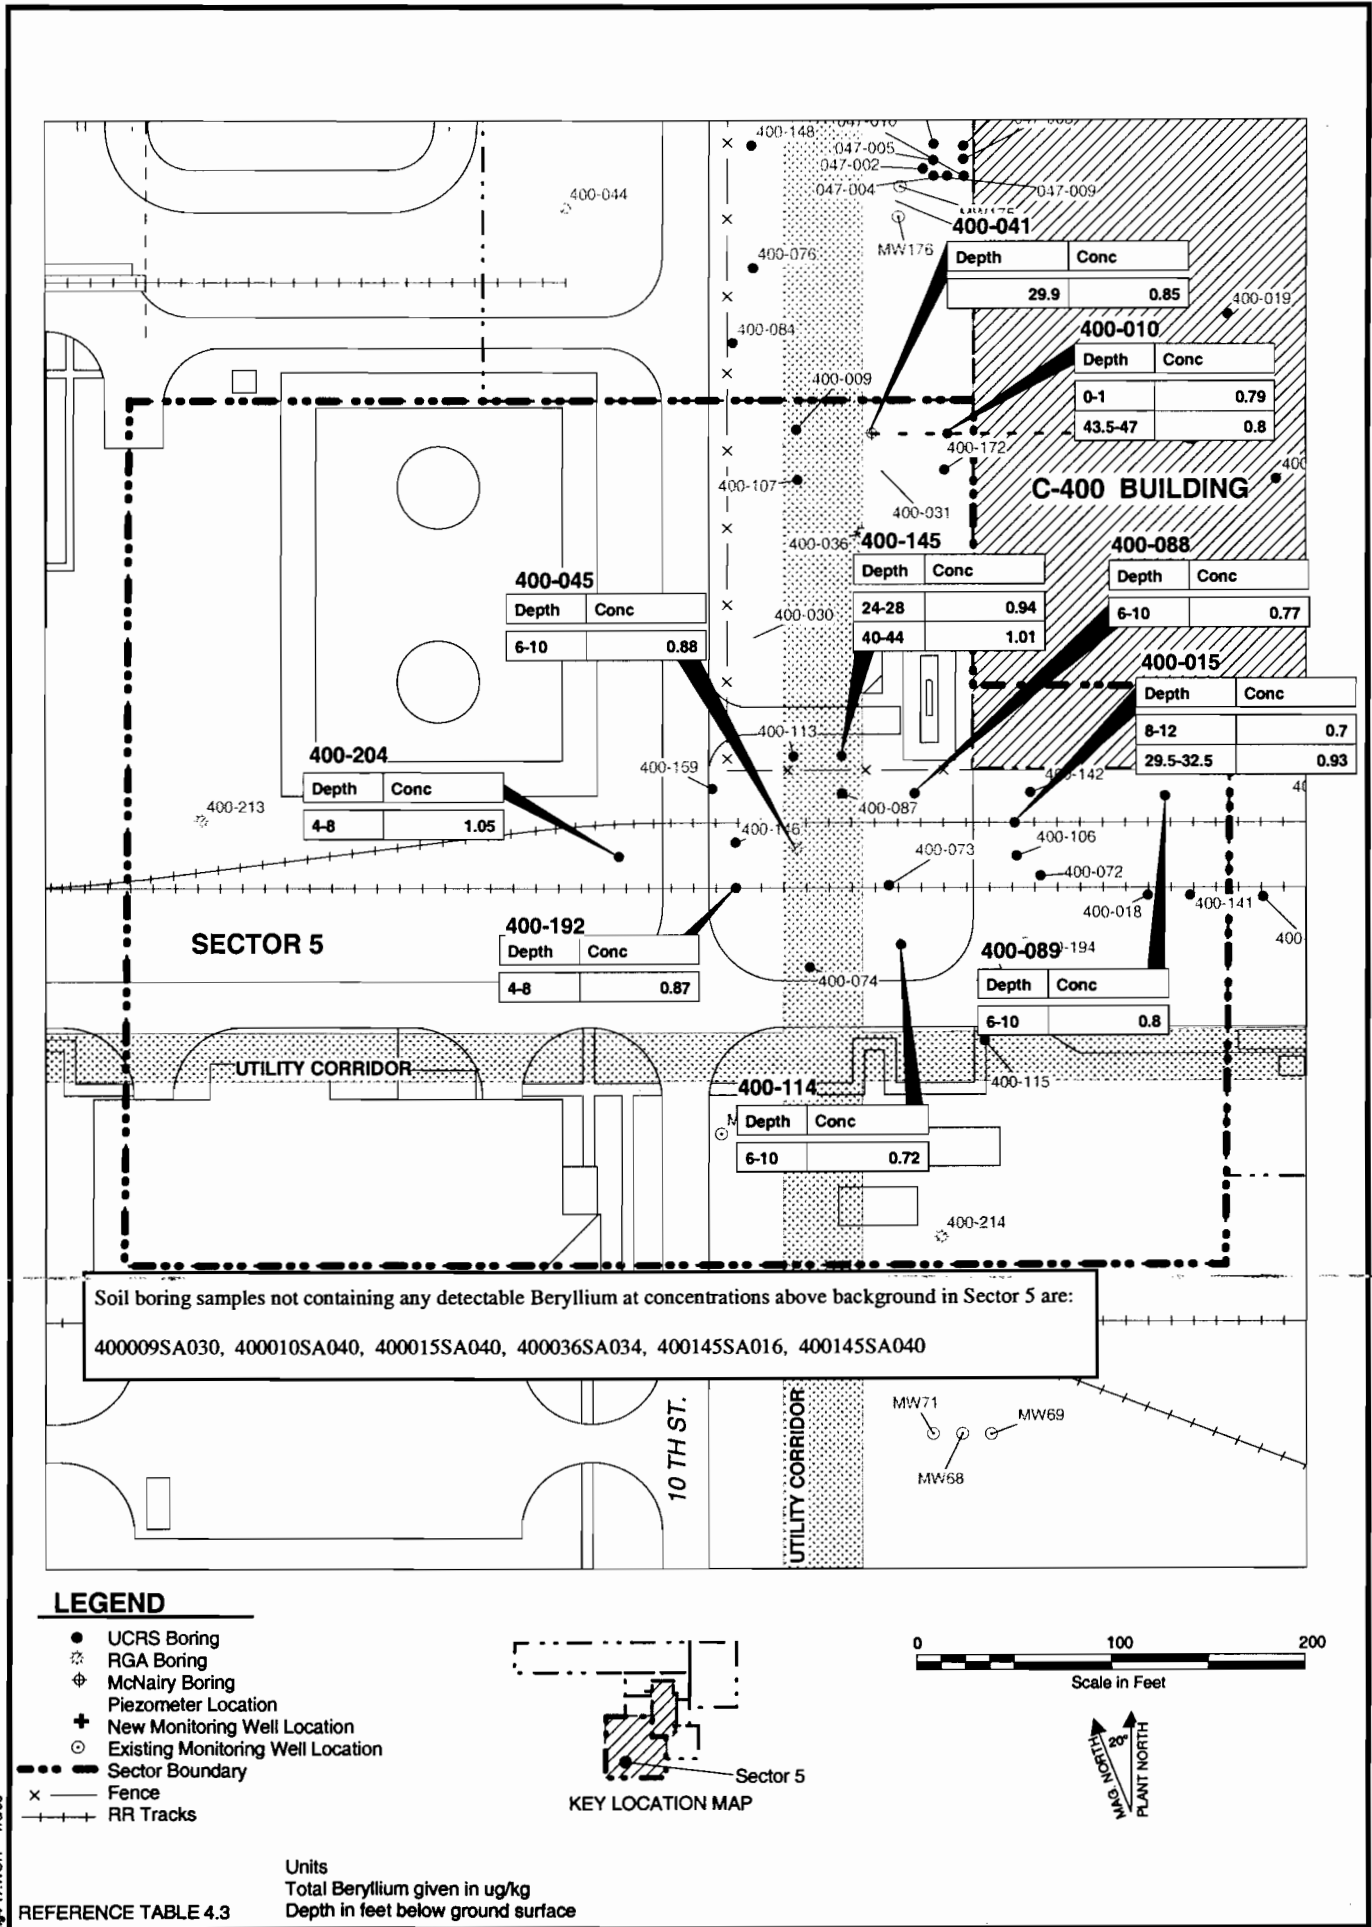 400-148
047-010
047-005
047-002
047-004
047-009
400-044
MW175
MW176
400-041
Depth Conc
29.9 0.85
400-076
400-019
400-084
400-010
Depth Conc
0-1 0.79
43.5-47 0.8
400-009
400-172
400-107
C-400 BUILDING
400-031
400-036
400-145
Depth Conc
24-28 0.94
40-44 1.01
400-088
Depth Conc
6-10 0.77
400-045
Depth Conc
6-10 0.88
400-030
400-015
Depth Conc
8-12 0.7
29.5-32.5 0.93
400-113
400-204
Depth Conc
4-8 1.05
400-159
400-142
400-087
400-213
400-146
400-073
400-106
400-072
400-018
400-141
400-192
Depth Conc
4-8 0.87
SECTOR 5
400-074
400-089
-194
Depth Conc
6-10 0.8
UTILITY CORRIDOR
400-115
400-114
Depth Conc
6-10 0.72
400-214
Soil boring samples not containing any detectable Beryllium at concentrations above background in Sector 5 are:
400009SA030, 400010SA040, 400015SA040, 400036SA034, 400145SA016, 400145SA040
10 TH ST.
UTILITY CORRIDOR
MW71
MW69
MW68
LEGEND
UCRS Boring
RGA Boring
McNairy Boring
Piezometer Location
New Monitoring Well Location
Existing Monitoring Well Location
Sector Boundary
Fence
RR Tracks
Sector 5
KEY LOCATION MAP
0 100 200
Scale in Feet
MAG. NORTH
20°
PLANT NORTH
Units
Total Beryllium given in ug/kg
REFERENCE TABLE 4.3 Depth in feet below ground surface